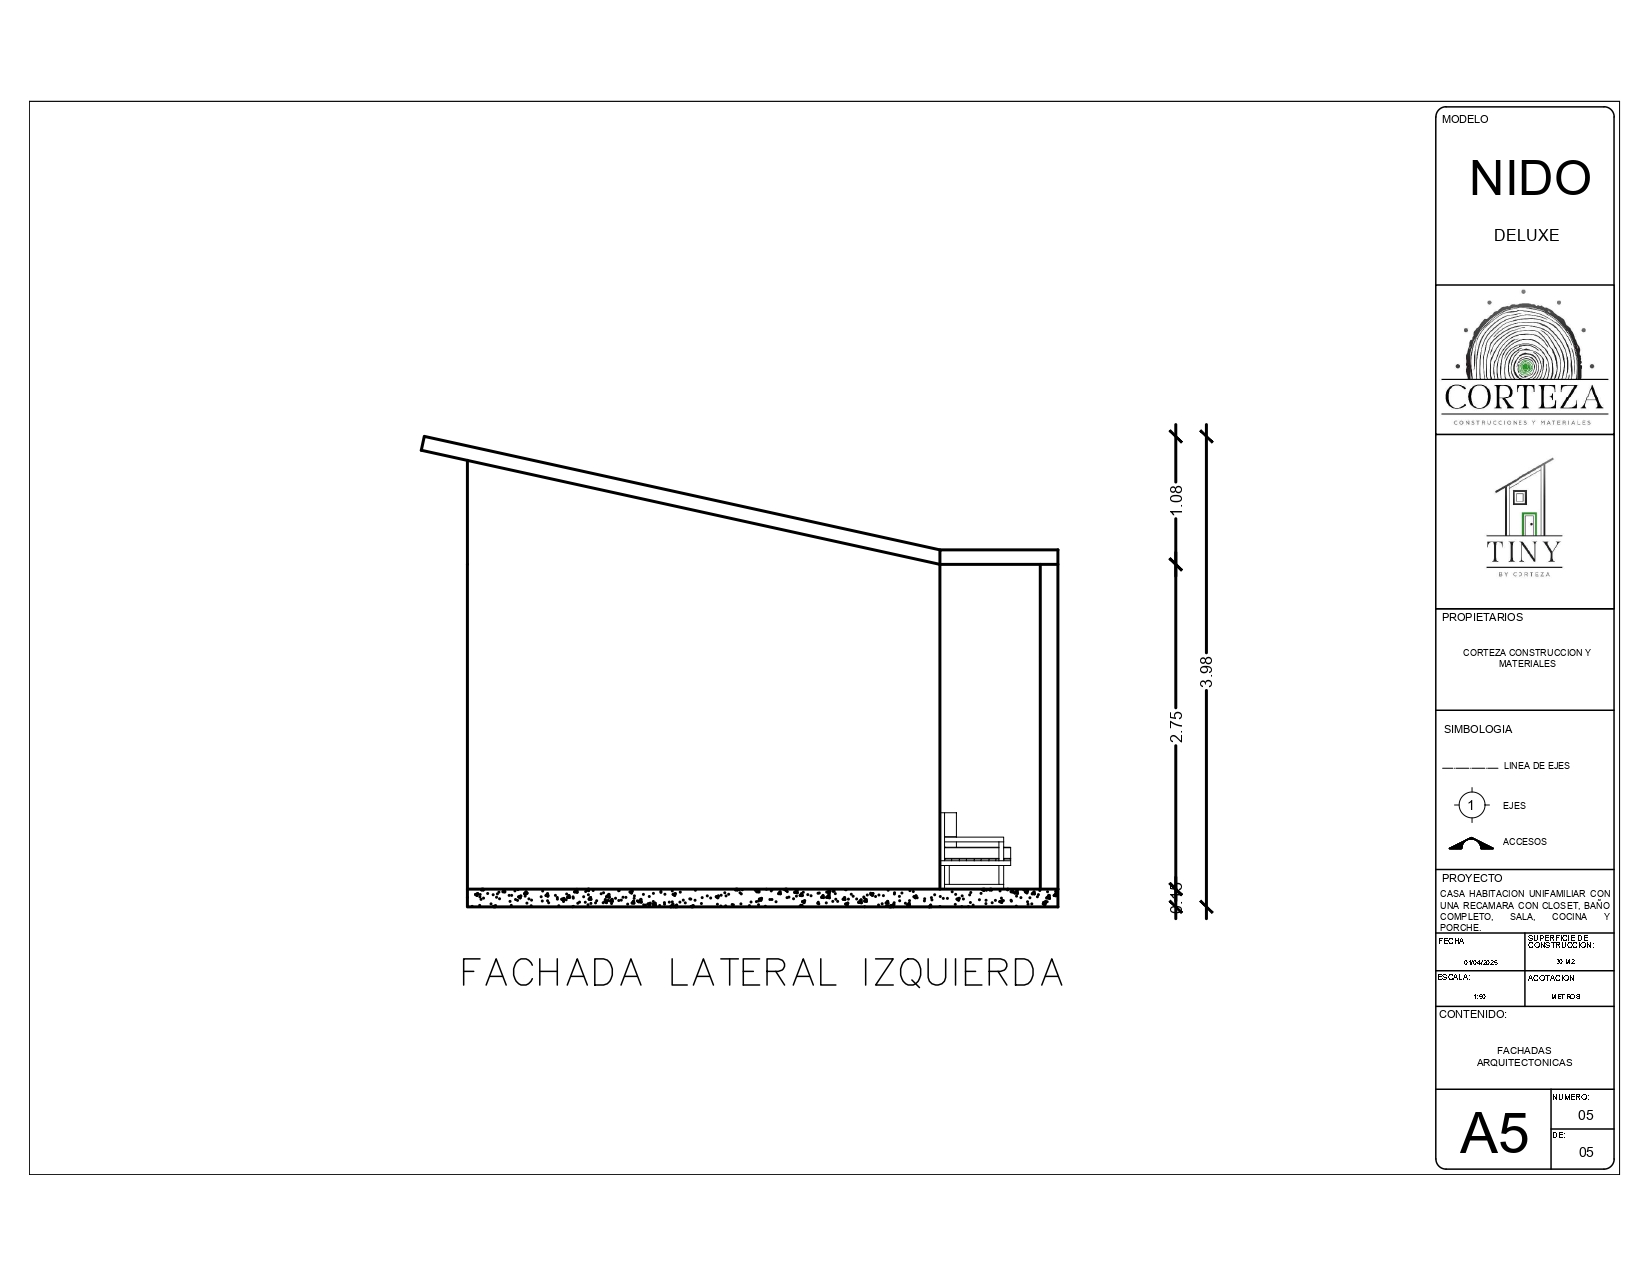 MODELO
NIDO
DELUXE
CORTEZA
CONSTRUCCIONES Y MATERIALES
TINY
BY CORTEZA
PROPIETARIOS
CORTEZA CONSTRUCCION Y
MATERIALES
SIMBOLOGIA
LINEA DE EJES
1
EJES
ACCESOS
PROYECTO
CASA HABITACION UNIFAMILIAR CON
UNA RECAMARA CON CLOSET, BAÑO
COMPLETO, SALA, COCINA Y
PORCHE.
FECHA
01/04/2025
SUPERFICIE DE
CONSTRUCCION:
30 M2
ESCALA:
1:50
ACOTACION
METROS
CONTENIDO:
FACHADAS
ARQUITECTONICAS
A5
NUMERO:
05
DE:
05
1.08
2.75
0.15
3.98
FACHADA LATERAL IZQUIERDA